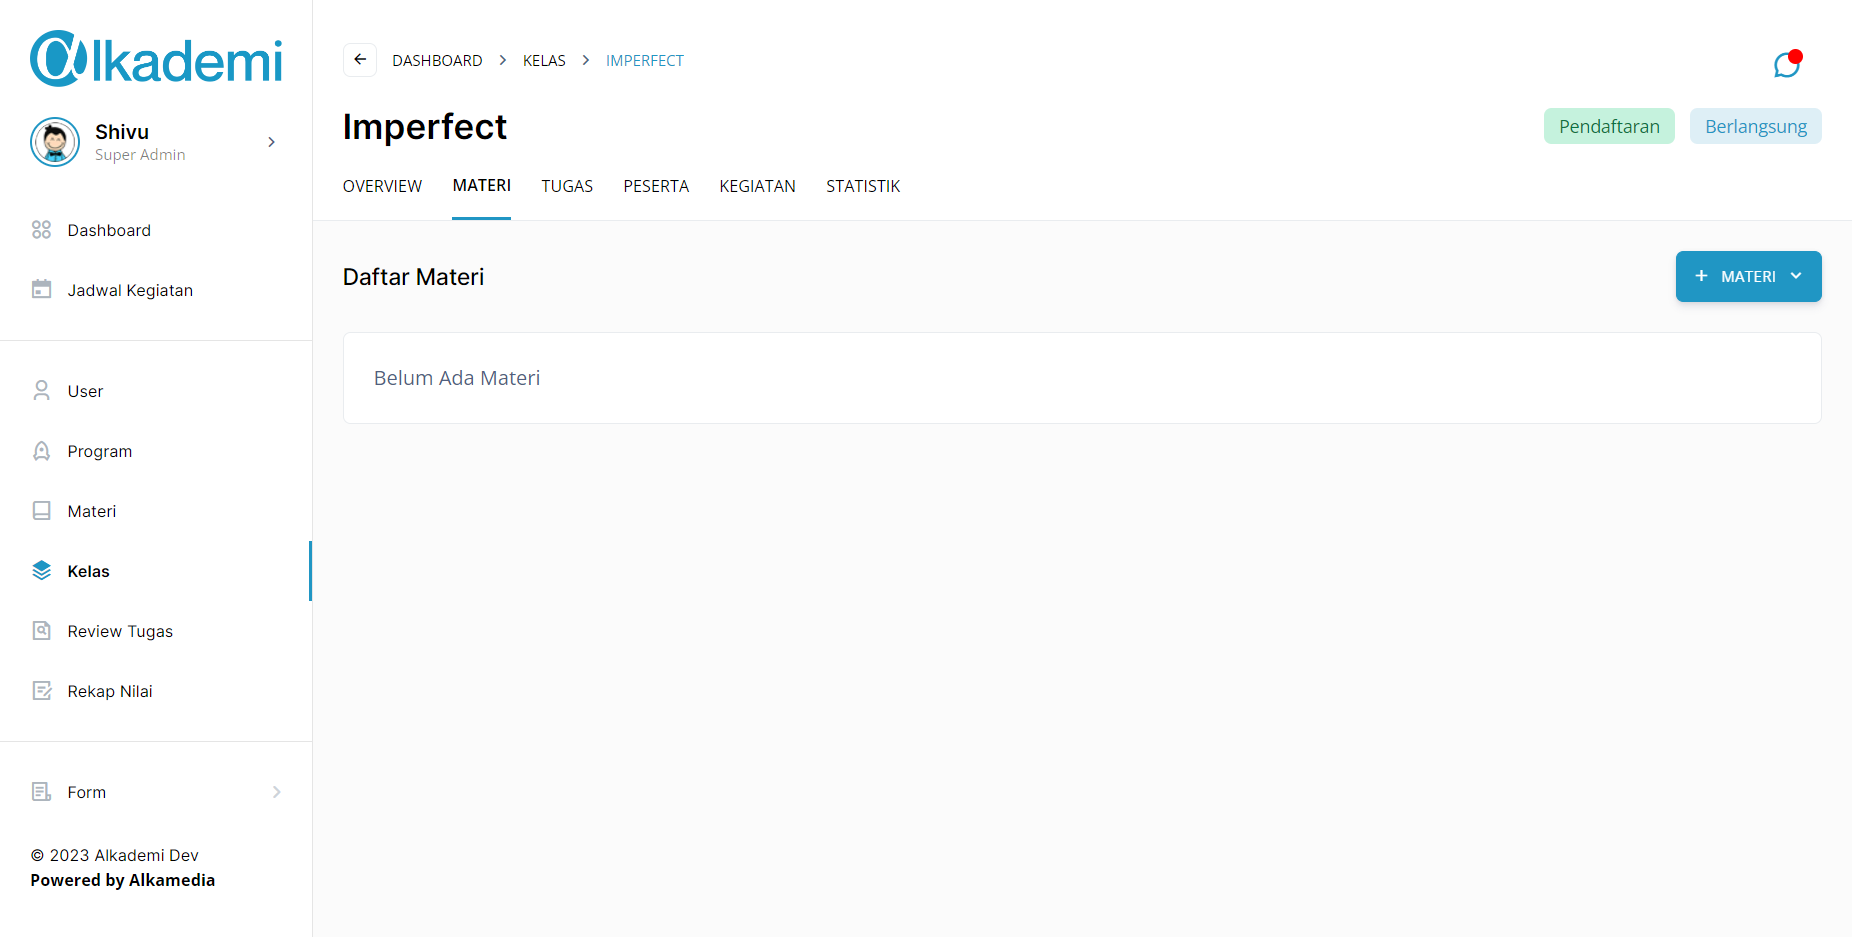 alkademi
Shivu
Super Admin
Dashboard
Jadwal Kegiatan
User
Program
Materi
Kelas
Review Tugas
Rekap Nilai
Form
© 2023 Alkademi Dev
Powered by Alkamedia
DASHBOARD > KELAS > IMPERFECT
Imperfect
Pendaftaran Berlangsung
OVERVIEW MATERI TUGAS PESERTA KEGIATAN STATISTIK
Daftar Materi
+ MATERI
Belum Ada Materi